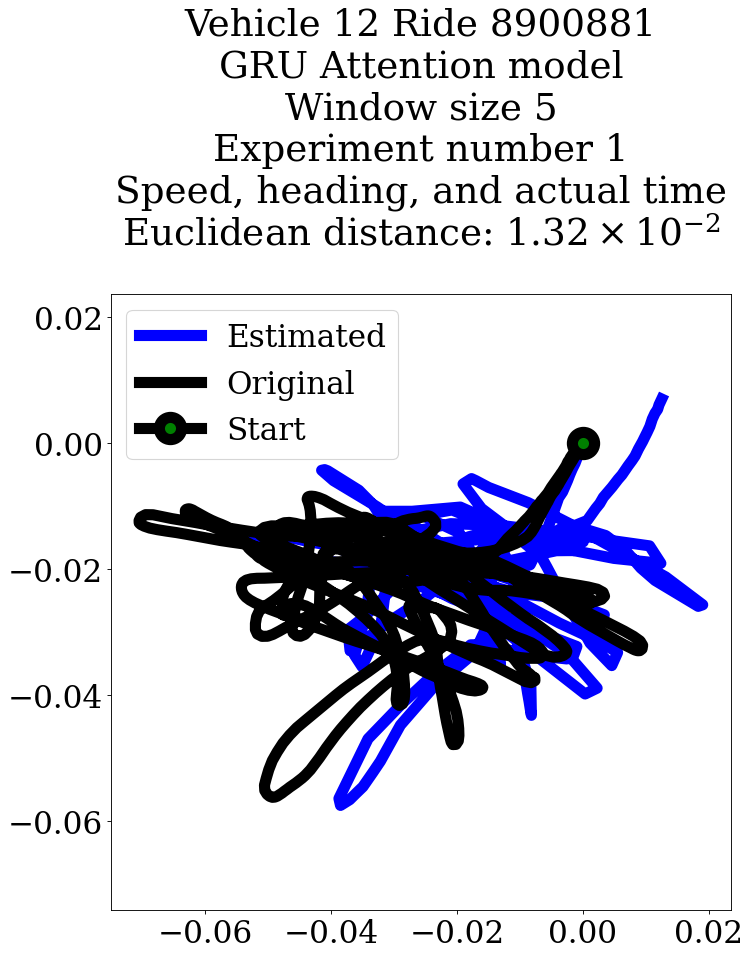 Vehicle 12 Ride 8900881
GRU Attention model
Window size 5
Experiment number 1
Speed, heading, and actual time
Euclidean distance: 1.32 × 10⁻²
Estimated
Original
Start
0.02
0.00
−0.02
−0.04
−0.06
−0.06 −0.04 −0.02 0.00 0.02